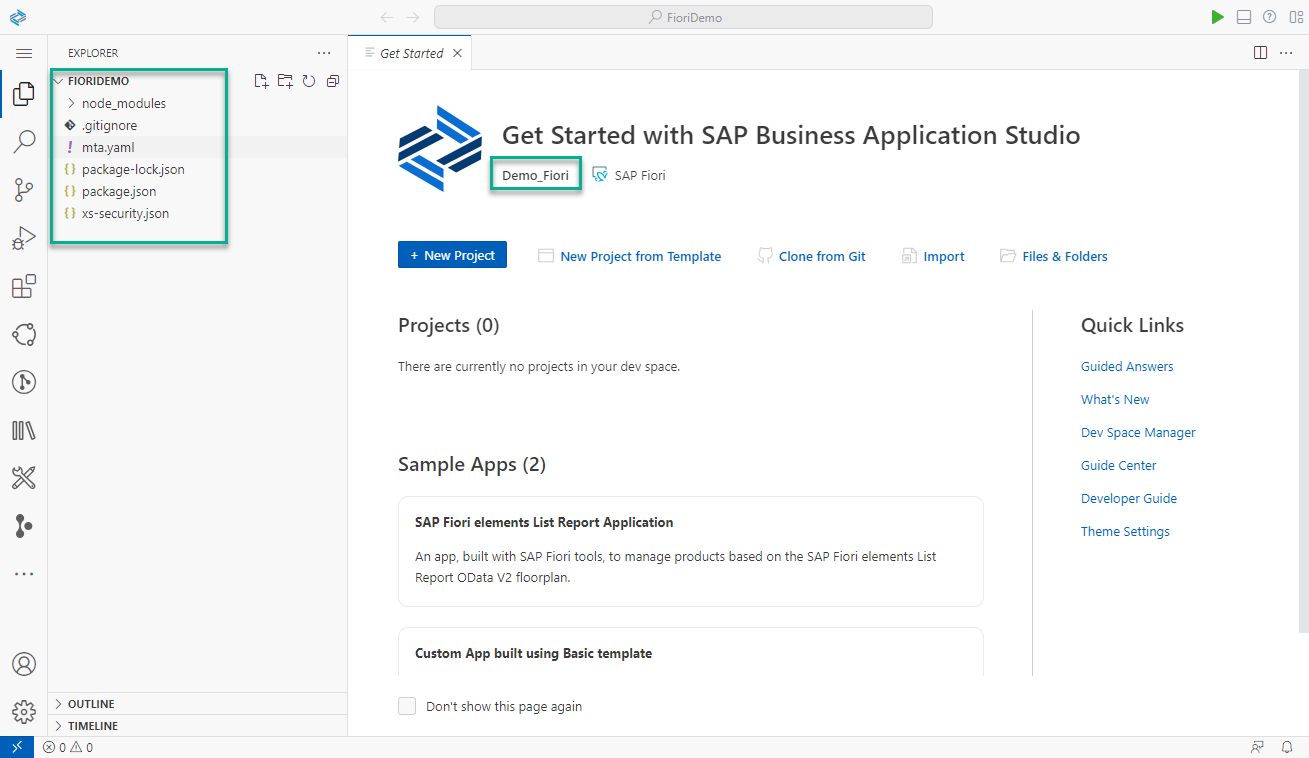 FioriDemo
EXPLORER
Get Started
FIORIDEMO
node_modules
.gitignore
mta.yaml
package-lock.json
package.json
xs-security.json
Get Started with SAP Business Application Studio
Demo_Fiori
SAP Fiori
+ New Project
New Project from Template
Clone from Git
Import
Files & Folders
Projects (0)
There are currently no projects in your dev space.
Sample Apps (2)
SAP Fiori elements List Report Application
An app, built with SAP Fiori tools, to manage products based on the SAP Fiori elements List
Report OData V2 floorplan.
Custom App built using Basic template
Quick Links
Guided Answers
What's New
Dev Space Manager
Guide Center
Developer Guide
Theme Settings
Don't show this page again
OUTLINE
TIMELINE
0 0